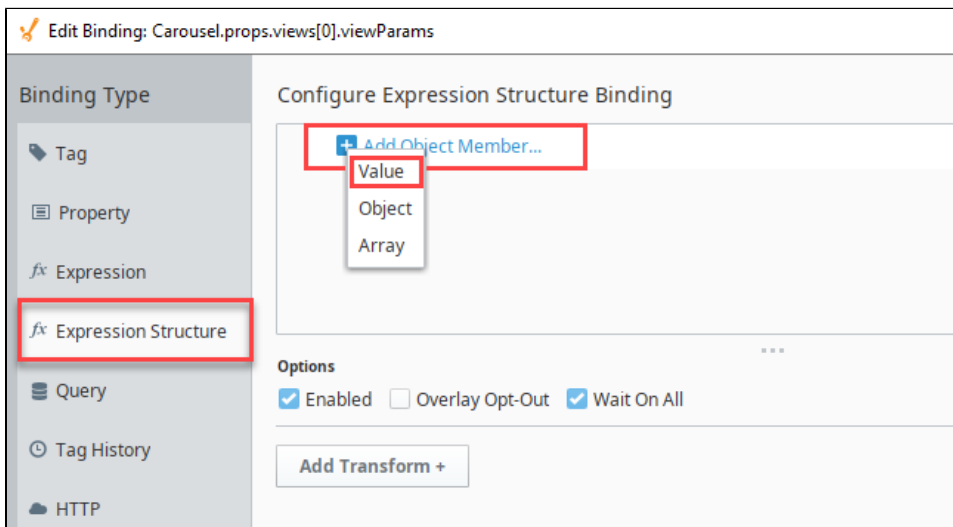 Edit Binding: Carousel.props.views[0].viewParams
Binding Type
Tag
Property
fx Expression
fx Expression Structure
Query
Tag History
HTTP
Configure Expression Structure Binding
+ Add Object Member...
Value
Object
Array
Options
Enabled Overlay Opt-Out Wait On All
Add Transform +